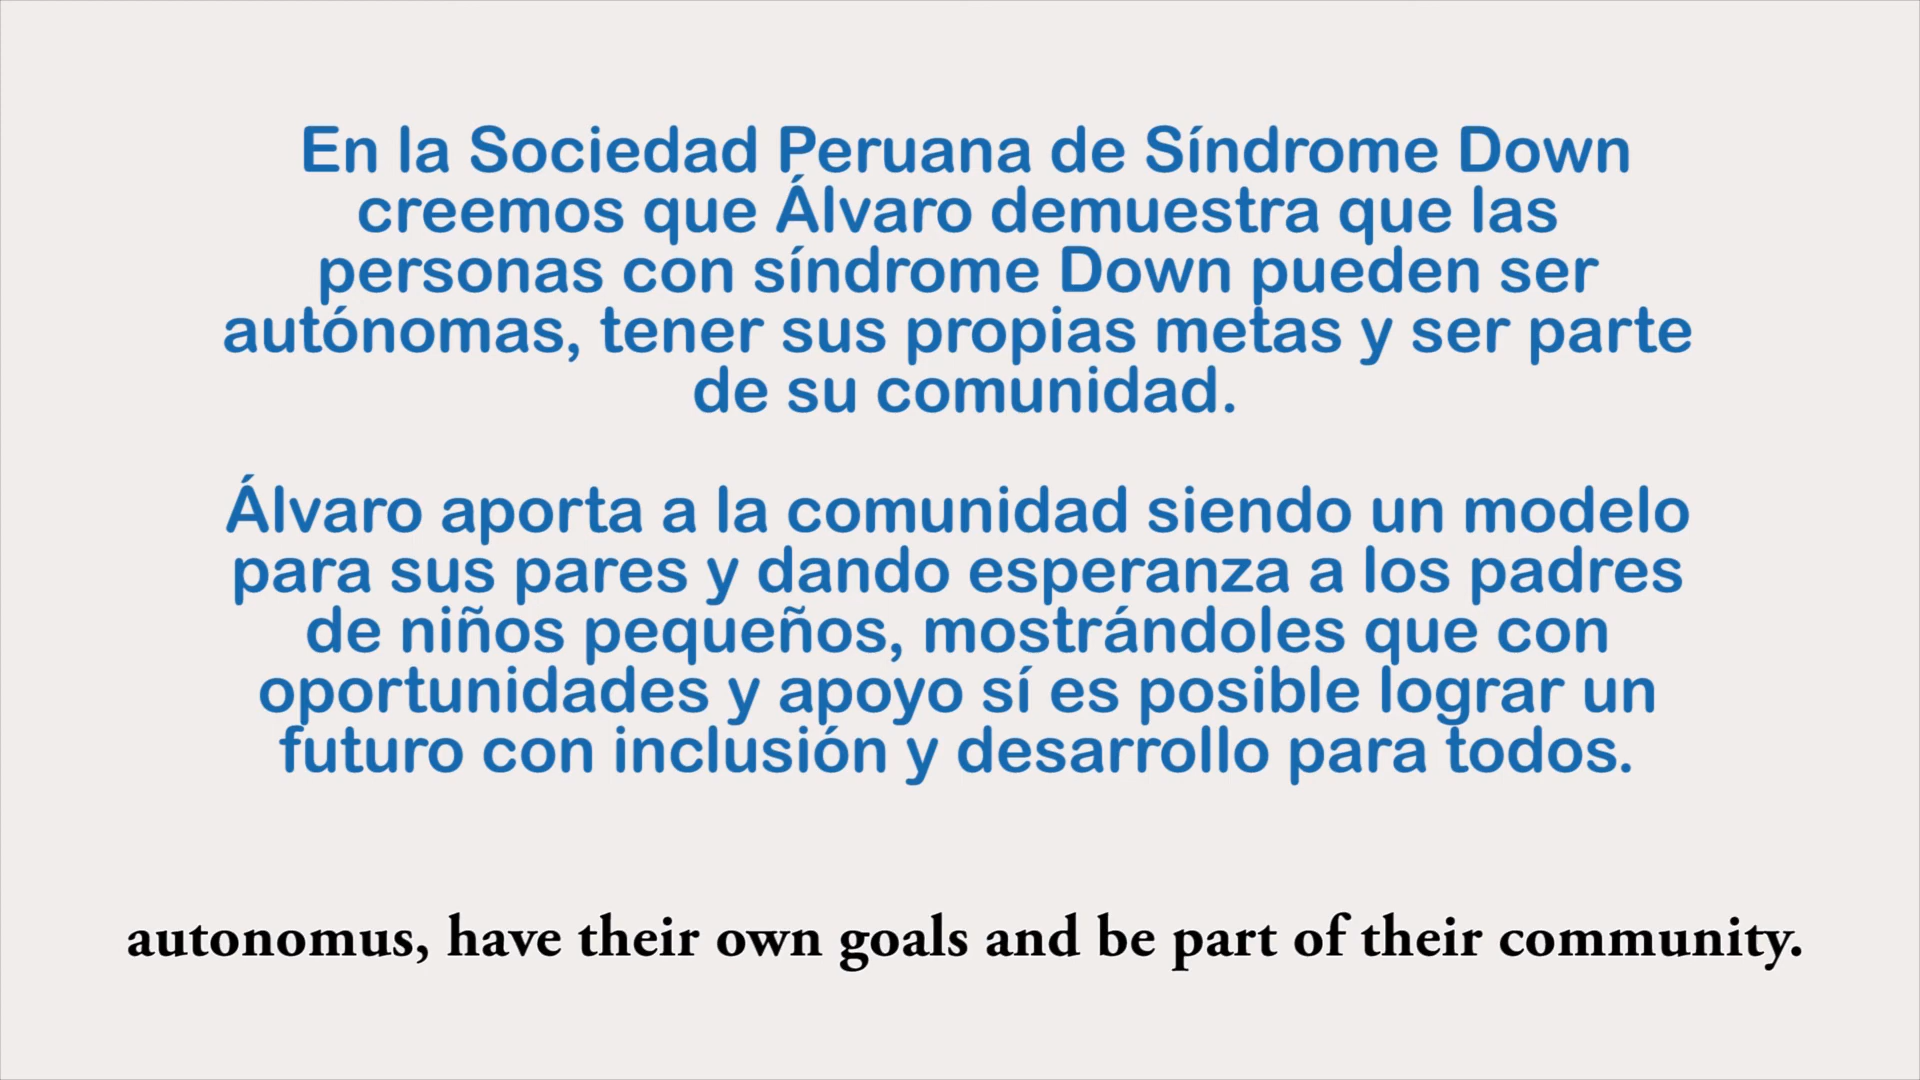 En la Sociedad Peruana de Síndrome Down
creemos que Álvaro demuestra que las
personas con síndrome Down pueden ser
autónomas, tener sus propias metas y ser parte
de su comunidad.
Álvaro aporta a la comunidad siendo un modelo
para sus pares y dando esperanza a los padres
de niños pequeños, mostrándoles que con
oportunidades y apoyo sí es posible lograr un
futuro con inclusión y desarrollo para todos.
autonomus, have their own goals and be part of their community.